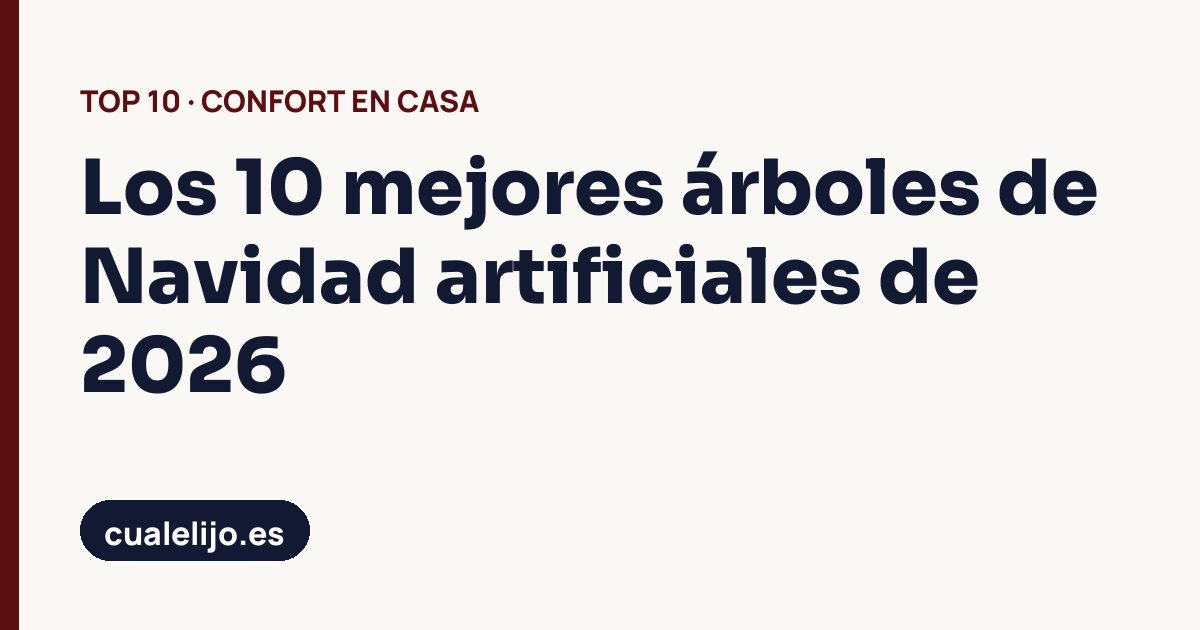 TOP 10 · CONFORT EN CASA
Los 10 mejores árboles de
Navidad artificiales de
2026
cualelijo.es